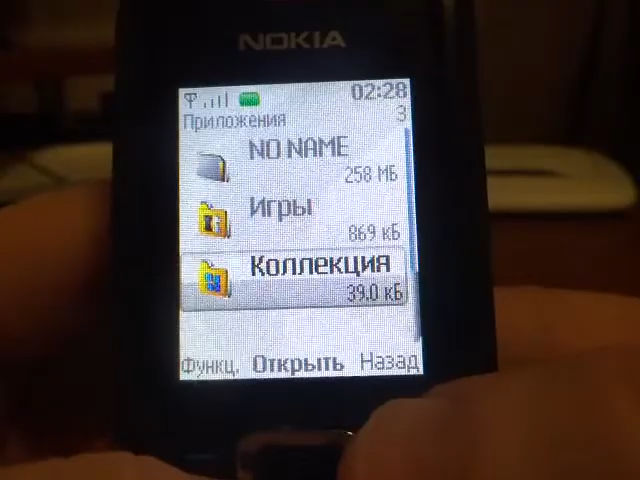 NOKIA
02:28
Приложения 3
NO NAME
258 МБ
Игры
869 кБ
Коллекция
39.0 кБ
Функц. Открыть Назад